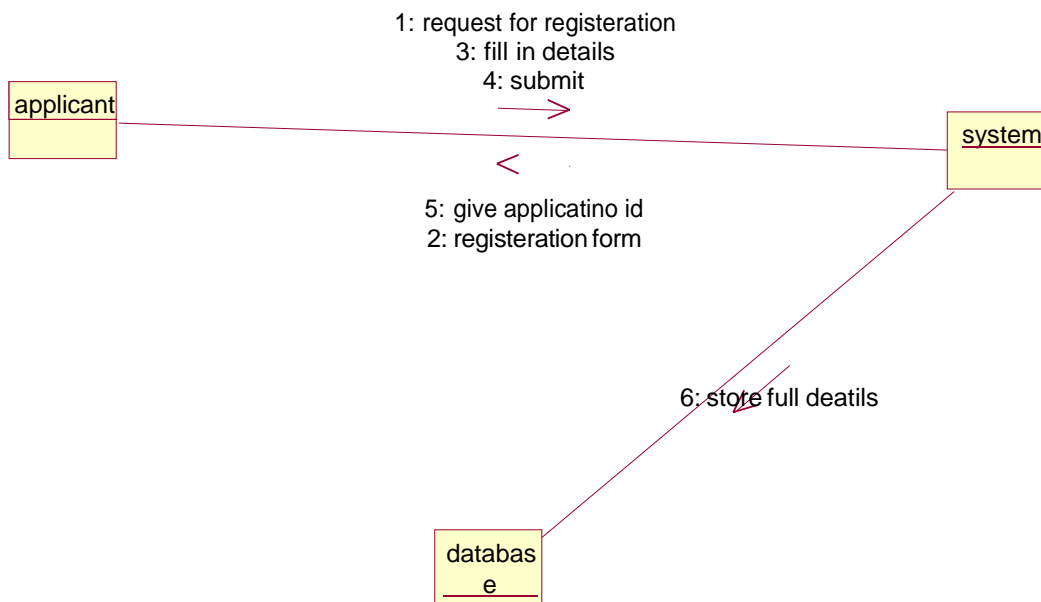 1: request for registeration
3: fill in details
4: submit
applicant
system
5: give applicatino id
2: registeration form
6: store full deatils
databas
e